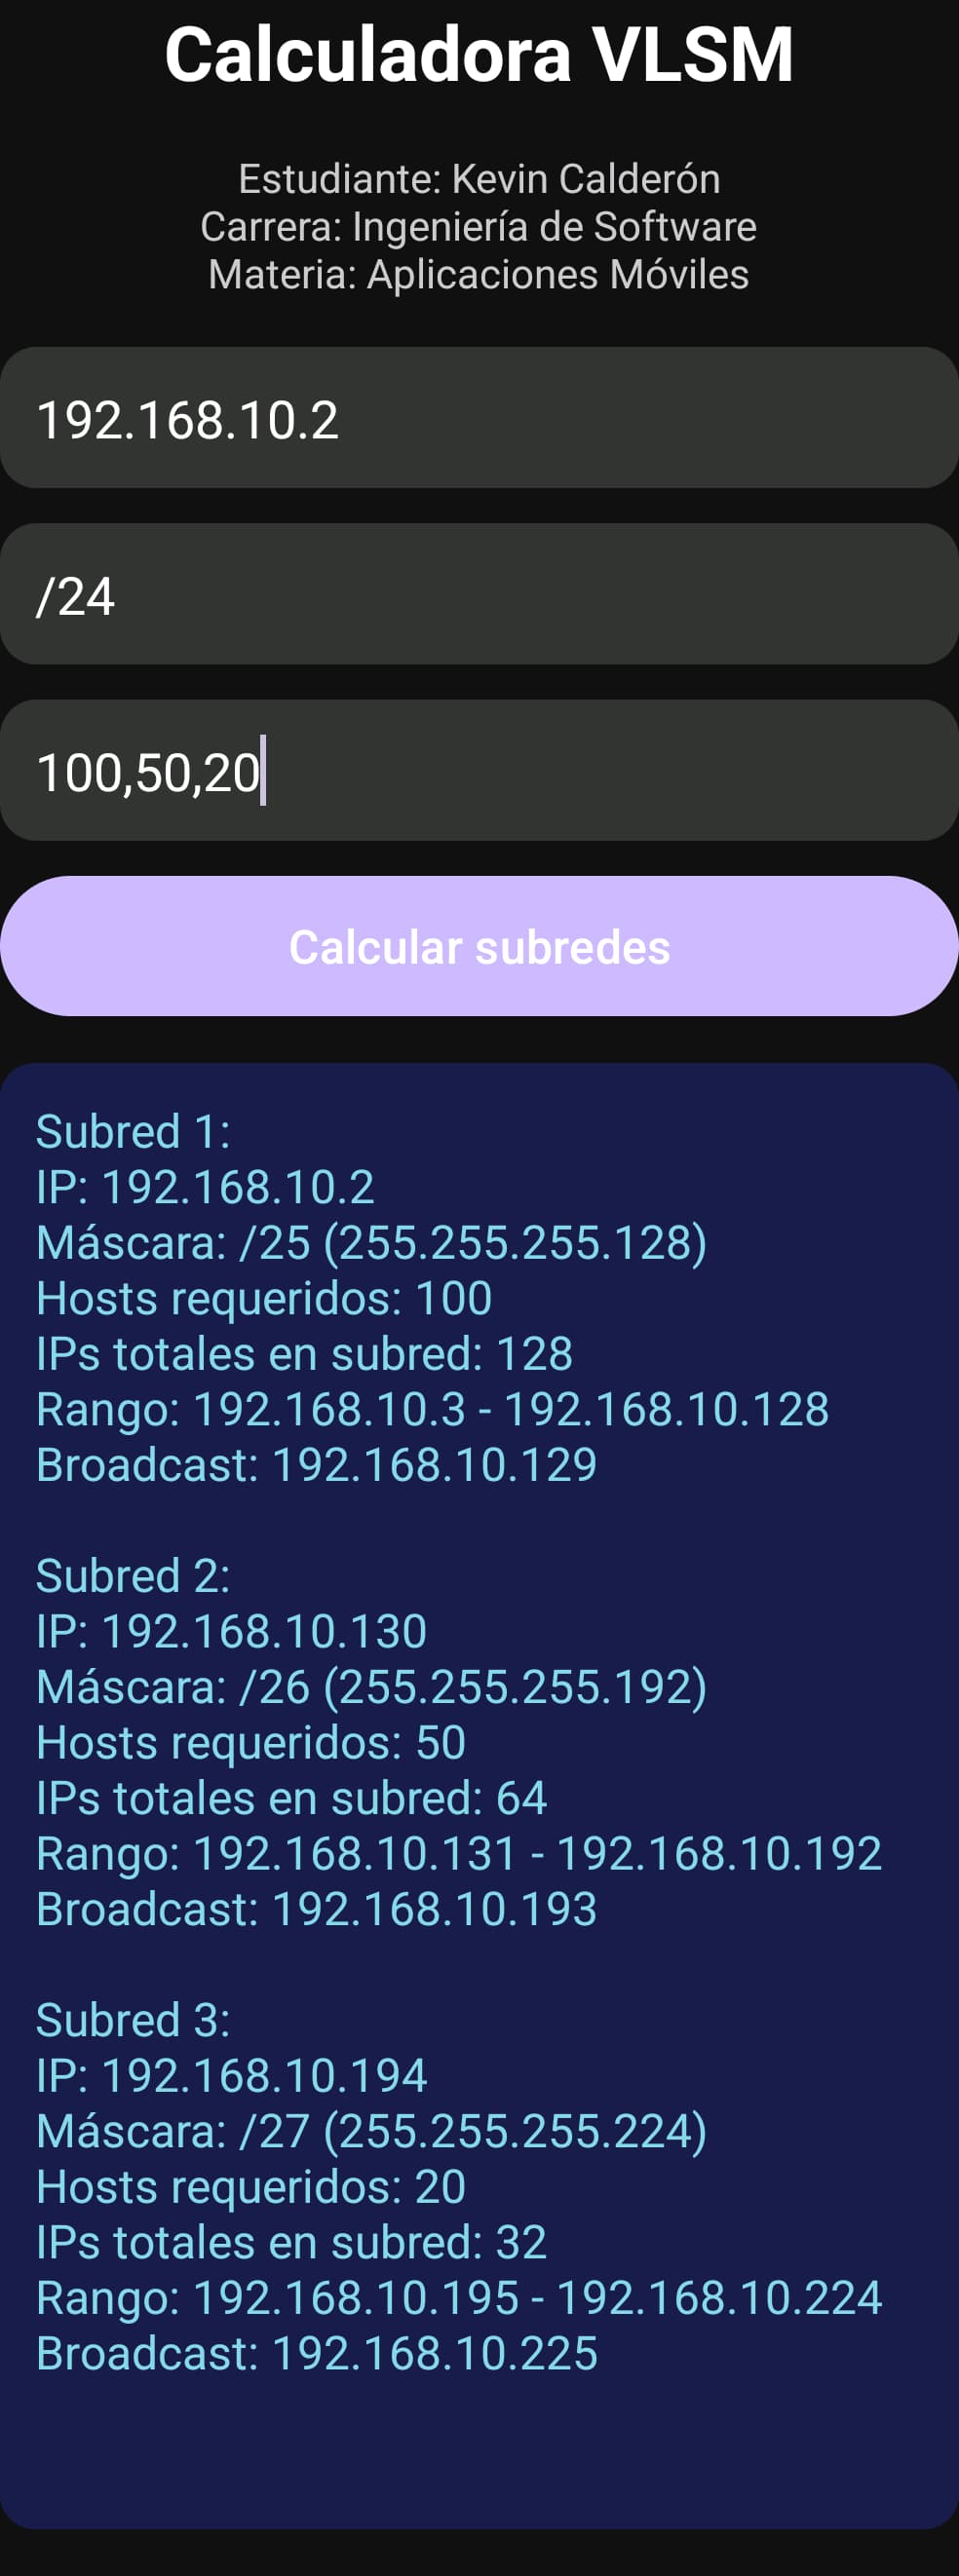 Calculadora VLSM
Estudiante: Kevin Calderón
Carrera: Ingeniería de Software
Materia: Aplicaciones Móviles
192.168.10.2
/24
100,50,20
Calcular subredes
Subred 1:
IP: 192.168.10.2
Máscara: /25 (255.255.255.128)
Hosts requeridos: 100
IPs totales en subred: 128
Rango: 192.168.10.3 - 192.168.10.128
Broadcast: 192.168.10.129
Subred 2:
IP: 192.168.10.130
Máscara: /26 (255.255.255.192)
Hosts requeridos: 50
IPs totales en subred: 64
Rango: 192.168.10.131 - 192.168.10.192
Broadcast: 192.168.10.193
Subred 3:
IP: 192.168.10.194
Máscara: /27 (255.255.255.224)
Hosts requeridos: 20
IPs totales en subred: 32
Rango: 192.168.10.195 - 192.168.10.224
Broadcast: 192.168.10.225